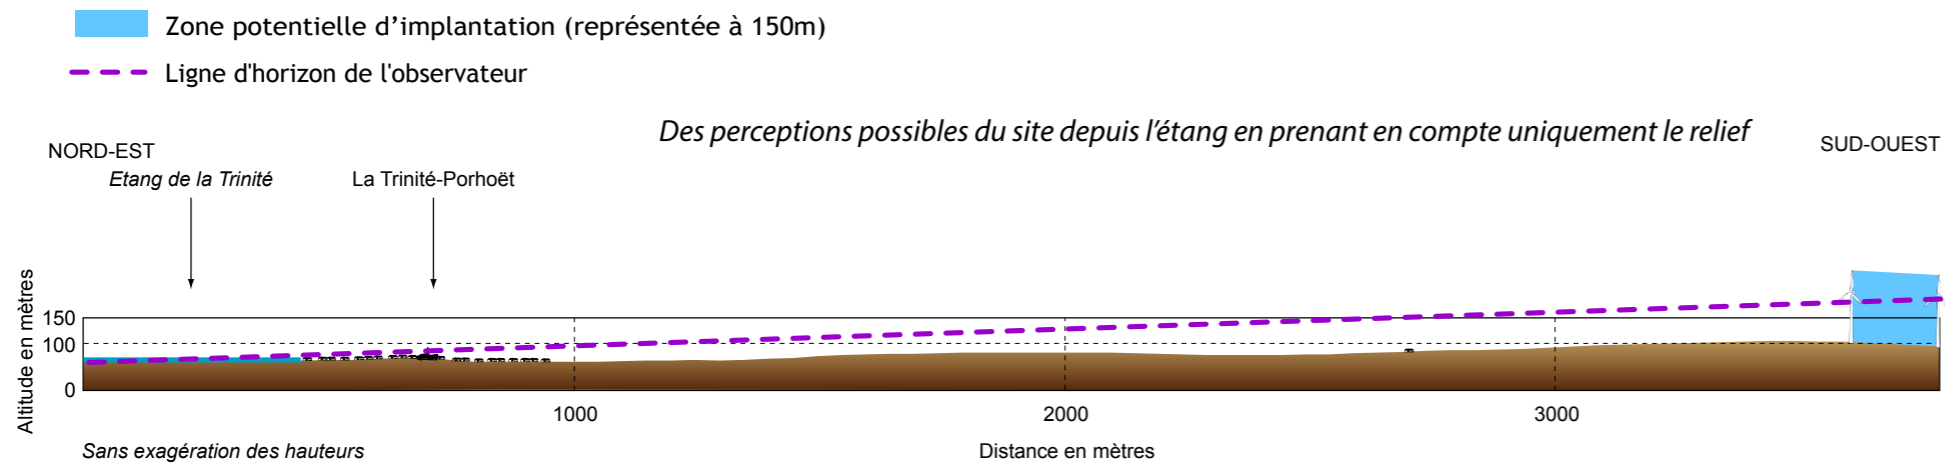 Zone potentielle d’implantation (représentée à 150m)
Ligne d'horizon de l'observateur
Des perceptions possibles du site depuis l’étang en prenant en compte uniquement le relief
NORD-EST
SUD-OUEST
Etang de la Trinité
La Trinité-Porhoët
Altitude en mètres
150
100
0
1000
2000
3000
Sans exagération des hauteurs
Distance en mètres